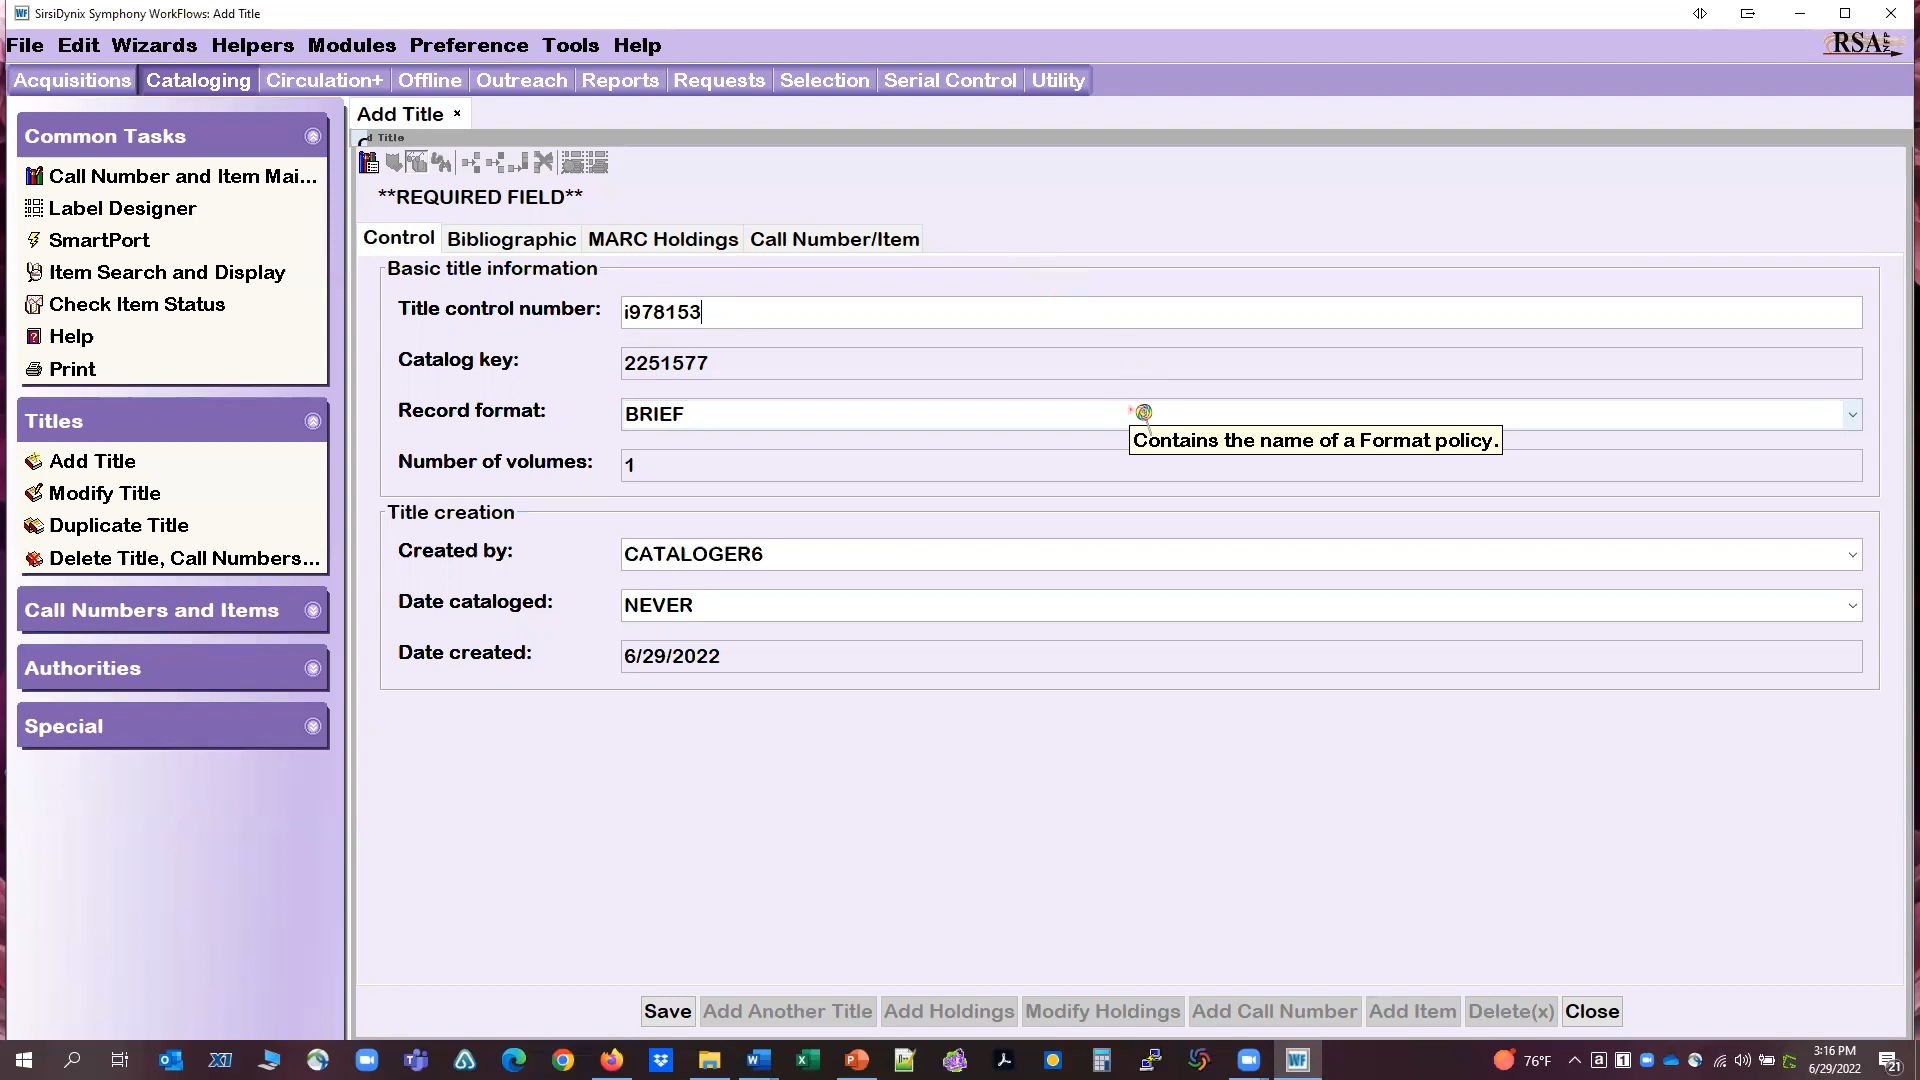 SirsiDynix Symphony WorkFlows: Add Title
File Edit Wizards Helpers Modules Preference Tools Help
RSA NFP
Acquisitions Cataloging Circulation+ Offline Outreach Reports Requests Selection Serial Control Utility
Common Tasks
Call Number and Item Mai...
Label Designer
SmartPort
Item Search and Display
Check Item Status
Help
Print
Titles
Add Title
Modify Title
Duplicate Title
Delete Title, Call Numbers...
Call Numbers and Items
Authorities
Special
Add Title ×
d Title
**REQUIRED FIELD**
Control Bibliographic MARC Holdings Call Number/Item
Basic title information
Title control number: i978153
Catalog key: 2251577
Record format: BRIEF
Contains the name of a Format policy.
Number of volumes: 1
Title creation
Created by: CATALOGER6
Date cataloged: NEVER
Date created: 6/29/2022
Save Add Another Title Add Holdings Modify Holdings Add Call Number Add Item Delete(x) Close
76°F
3:16 PM
6/29/2022
21